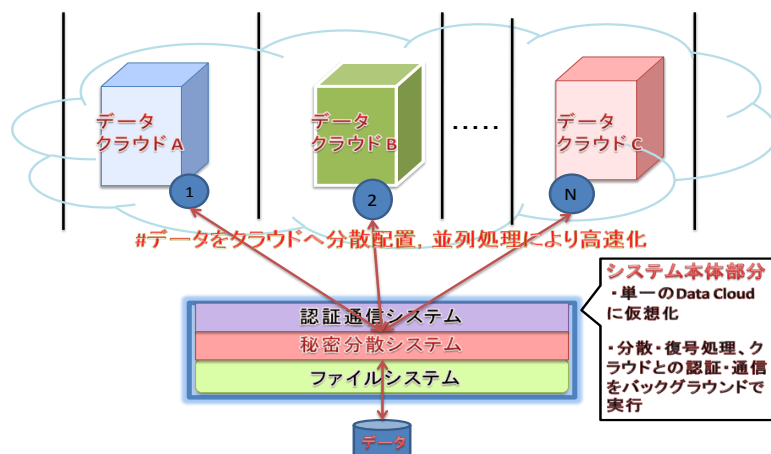 データ
クラウドA
データ
クラウドB
.....
データ
クラウドC
1
2
N
#データをクラウドへ分散配置，並列処理により高速化
システム本体部分
・単一のData Cloud
に仮想化
・分散・復号処理、ク
ラウドとの認証・通信
をバックグラウンドで
実行
認証通信システム
秘密分散システム
ファイルシステム
データ